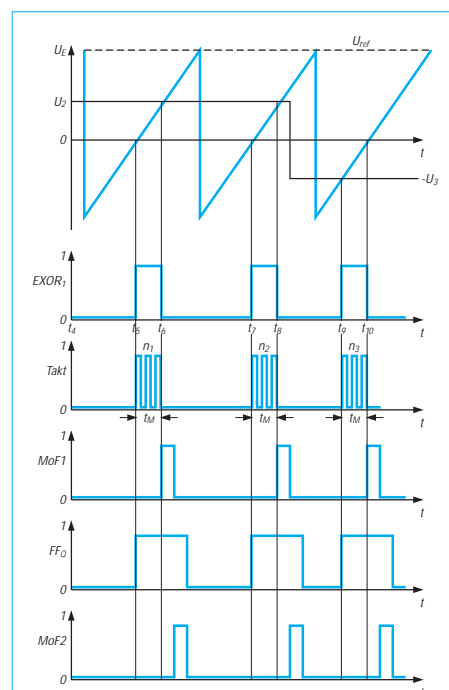 U_E
U_ref
U_2
0
t
-U_3
1
EXOR_1
0
t_4 t_5 t_6 t_7 t_8 t_9 t_10 t
1
n_1 n_2 n_3
Takt
0
t_M t_M t_M t
1
MoF1
0
t
1
FF_Q
0
t
1
MoF2
0
t